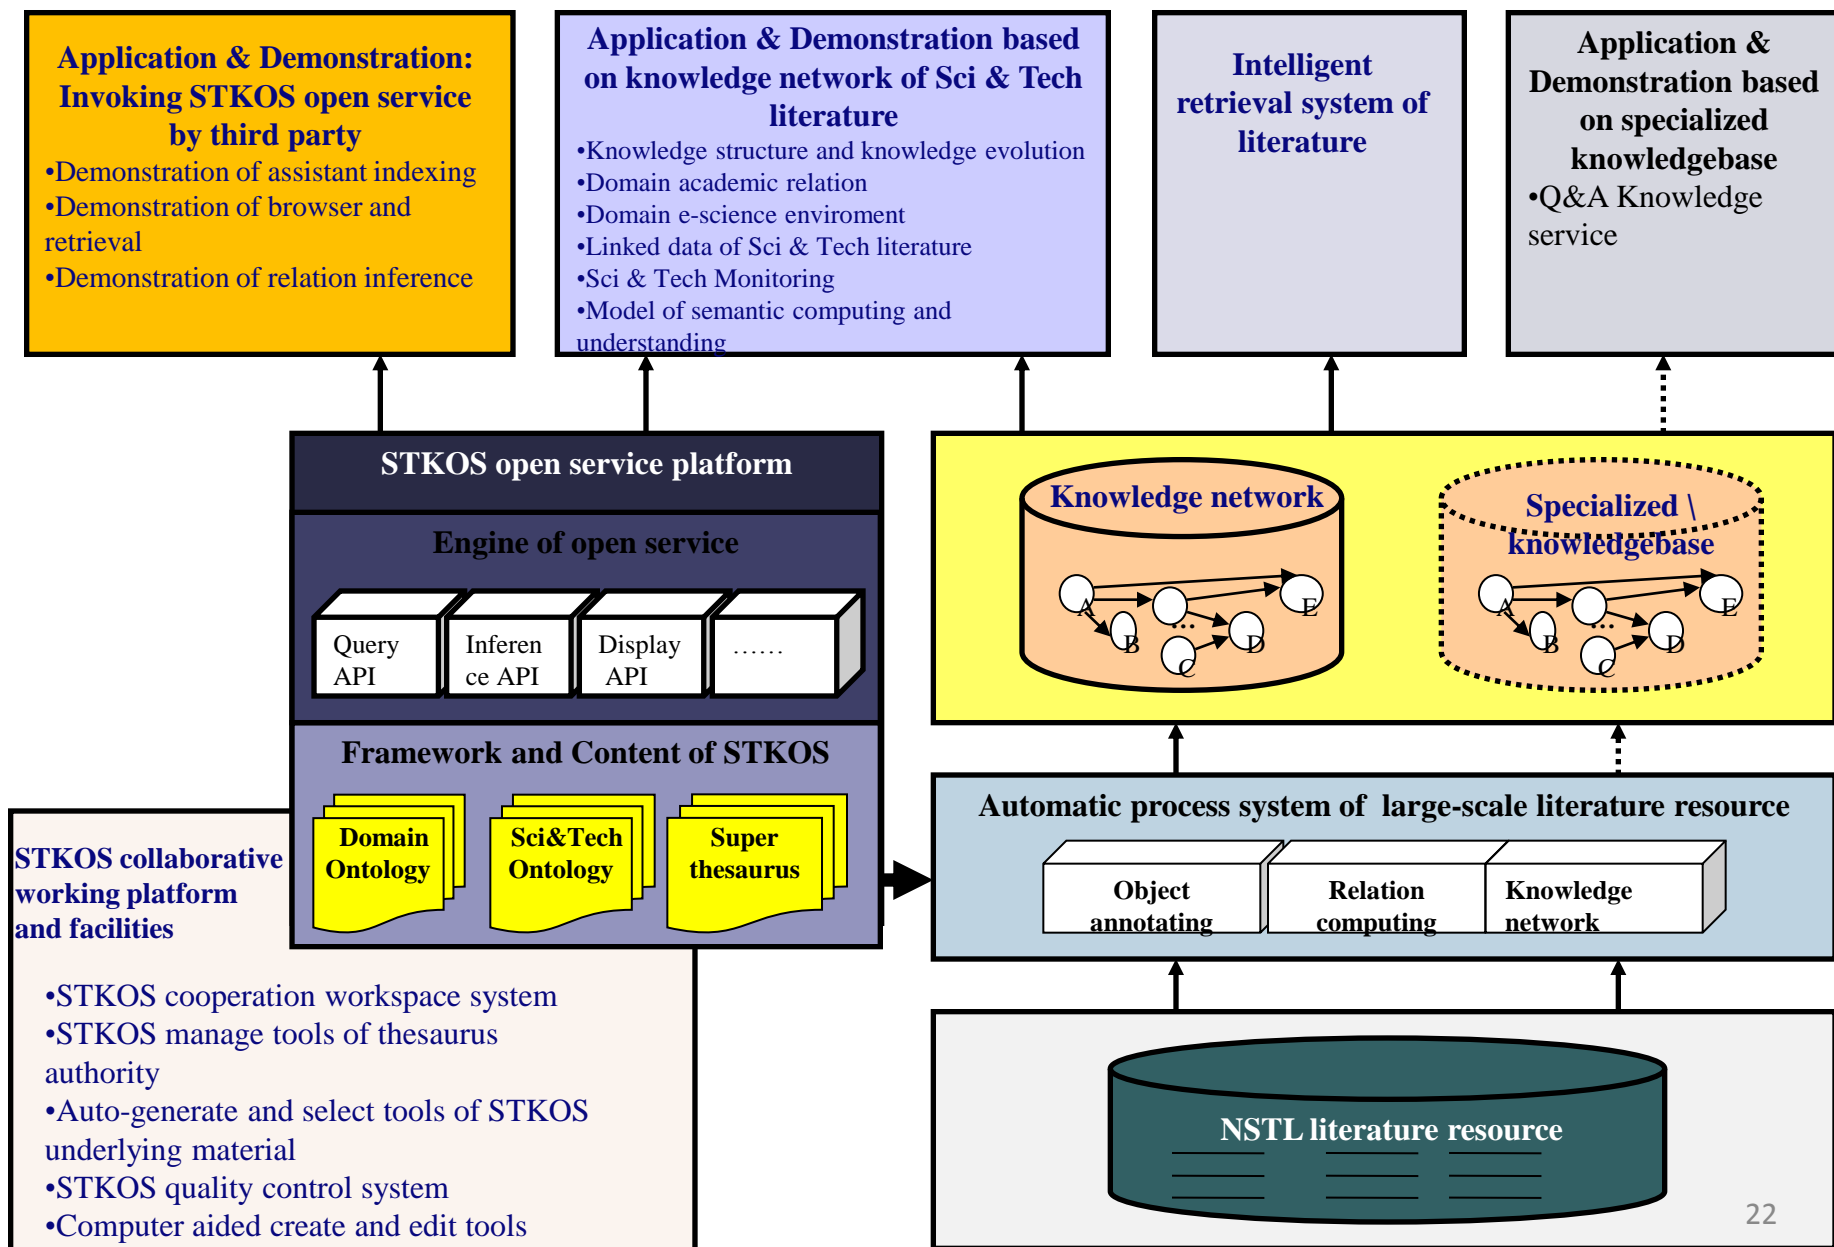 Application & Demonstration:
Invoking STKOS open service
by third party
•Demonstration of assistant indexing
•Demonstration of browser and
retrieval
•Demonstration of relation inference
Application & Demonstration based
on knowledge network of Sci & Tech
literature
•Knowledge structure and knowledge evolution
•Domain academic relation
•Domain e-science enviroment
•Linked data of Sci & Tech literature
•Sci & Tech Monitoring
•Model of semantic computing and
understanding
Intelligent
retrieval system of
literature
Application &
Demonstration based
on specialized
knowledgebase
•Q&A Knowledge
service
STKOS open service platform
Engine of open service
Query
API
Inferen
ce API
Display
API
……
Framework and Content of STKOS
Domain
Ontology
Sci&Tech
Ontology
Super
thesaurus
Knowledge network
A
B
...
C
D
E
Specialized \
knowledgebase
A
B
...
C
D
E
Automatic process system of large-scale literature resource
Object
annotating
Relation
computing
Knowledge
network
STKOS collaborative
working platform
and facilities
•STKOS cooperation workspace system
•STKOS manage tools of thesaurus
authority
•Auto-generate and select tools of STKOS
underlying material
•STKOS quality control system
•Computer aided create and edit tools
NSTL literature resource
22